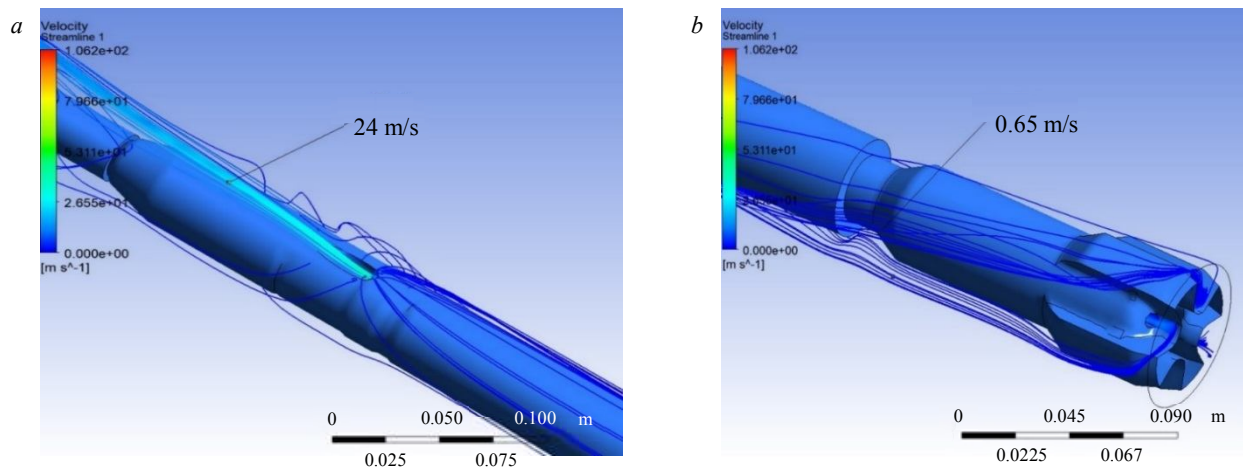 a
Velocity
Streamline 1
1.062e+02
7.966e+01
5.311e+01
2.655e+01
0.000e+00
[m s^-1]
24 m/s
0 0.050 0.100 m
0.025 0.075
b
Velocity
Streamline 1
1.062e+02
7.966e+01
5.311e+01
0.000e+00
[m s^-1]
0.65 m/s
0 0.045 0.090 m
0.0225 0.067